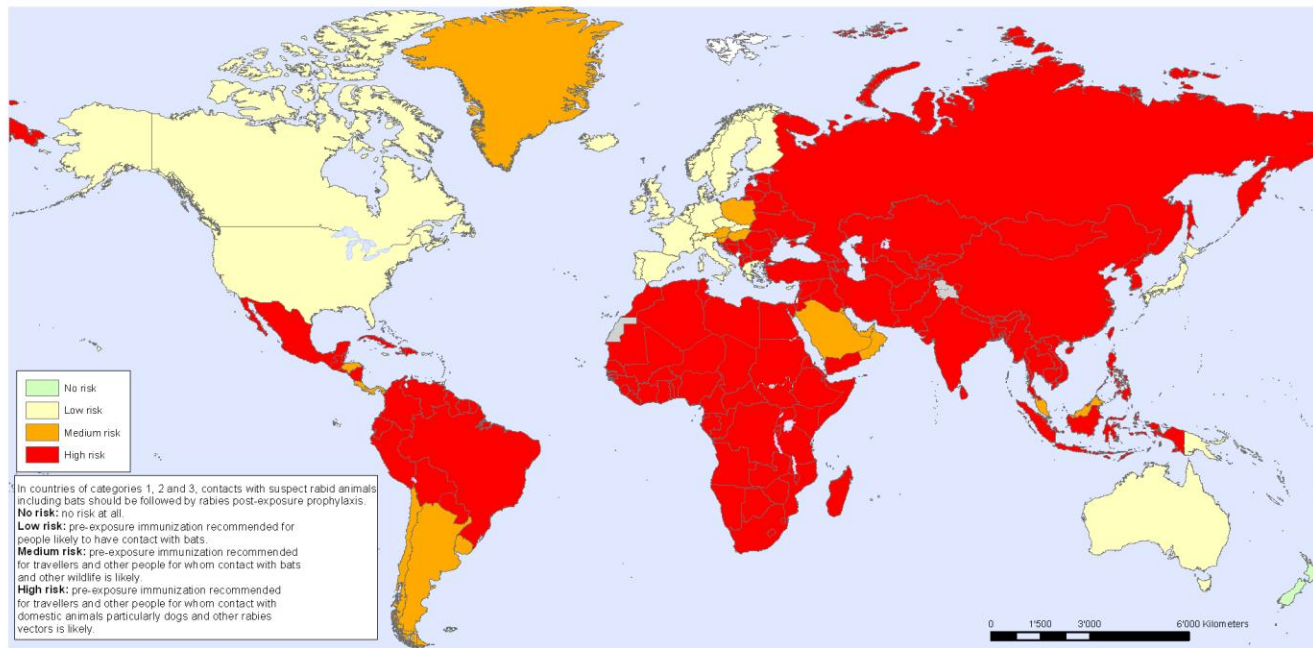 No risk
Low risk
Medium risk
High risk
In countries of categories 1, 2 and 3, contacts with suspect rabid animals
including bats should be followed by rabies post-exposure prophylaxis.
No risk: no risk at all.
Low risk: pre-exposure immunization recommended for
people likely to have contact with bats.
Medium risk: pre-exposure immunization recommended
for travellers and other people for whom contact with bats
and other wildlife is likely.
High risk: pre-exposure immunization recommended
for travellers and other people for whom contact with
domestic animals particularly dogs and other rabies
vectors is likely.
0 1'500 3'000 6'000 Kilometers